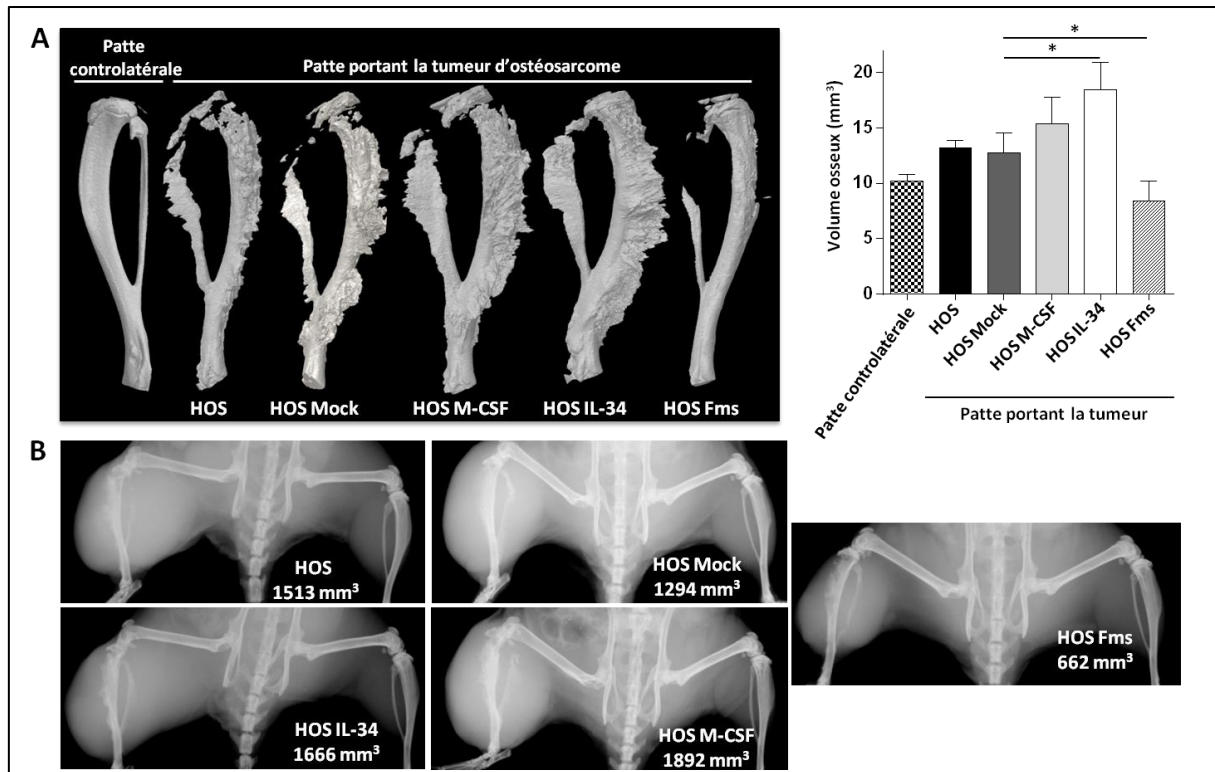 A
Patte
controlatérale
Patte portant la tumeur d'ostéosarcome
HOS
HOS Mock
HOS M-CSF
HOS IL-34
HOS Fms
*
*
Volume osseux (mm³)
20
15
10
5
0
Patte controlatérale
HOS
HOS Mock
HOS M-CSF
HOS IL-34
HOS Fms
Patte portant la tumeur
B
HOS
1513 mm³
HOS Mock
1294 mm³
HOS Fms
662 mm³
HOS IL-34
1666 mm³
HOS M-CSF
1892 mm³